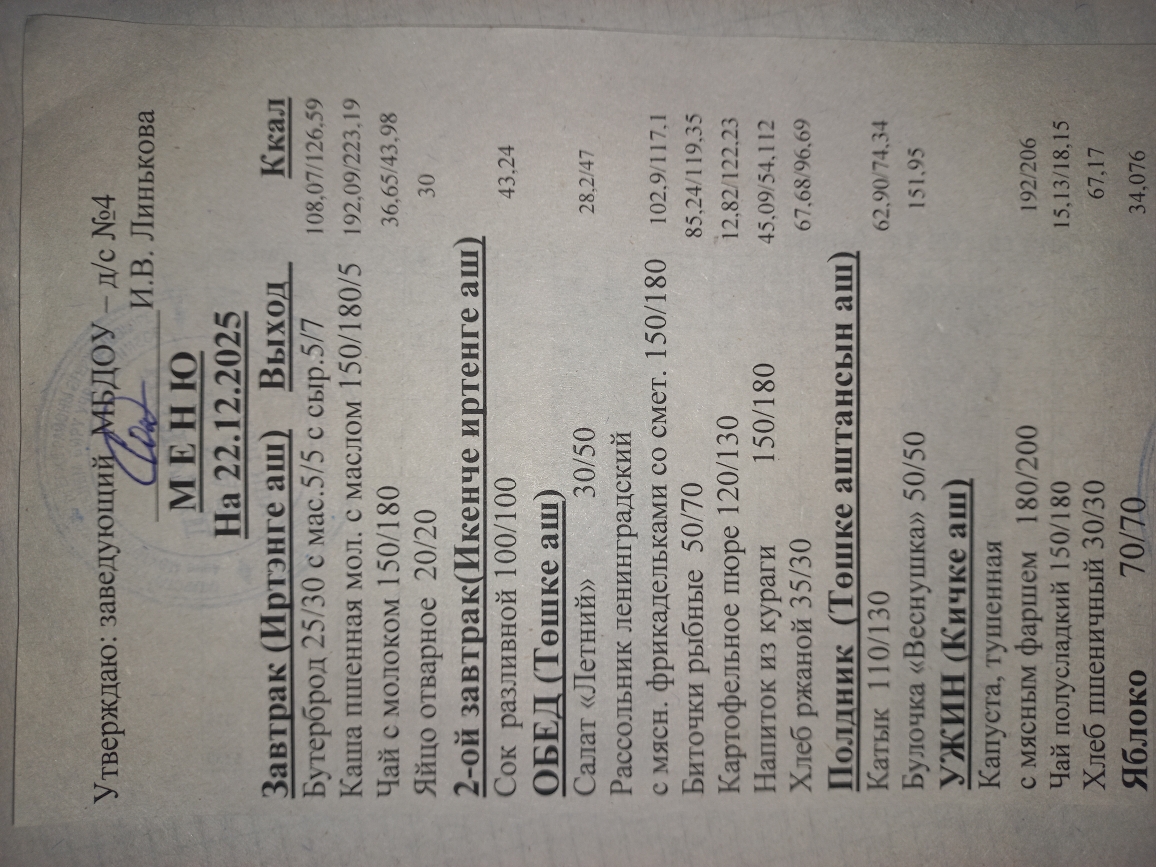 Утверждаю: заведующий МБДОУ – д/с №4
И.В. Линькова
М Е Н Ю
На 22.12.2025
Завтрак (Иртэнге аш) Выход Ккал
Бутерброд 25/30 с мас.5/5 с сыр.5/7 108,07/126,59
Каша пшенная мол. с маслом 150/180/5 192,09/223,19
Чай с молоком 150/180 36,65/43,98
Яйцо отварное 20/20 30
2-ой завтрак(Икенче иртенге аш)
Сок разливной 100/100 43,24
ОБЕД (Төшке аш)
Салат «Летний» 30/50 28,2/47
Рассольник ленинградский
с мясн. фрикадельками со смет. 150/180 102,9/117,1
Биточки рыбные 50/70 85,24/119,35
Картофельное пюре 120/130 12,82/122,23
Напиток из кураги 150/180 45,09/54,112
Хлеб ржаной 35/30 67,68/96,69
Полдник (Төшке аштансын аш)
Катык 110/130 62,90/74,34
Булочка «Веснушка» 50/50 151,95
УЖИН (Кичке аш)
Капуста, тушенная
с мясным фаршем 180/200 192/206
Чай полусладкий 150/180 15,13/18,15
Хлеб пшеничный 30/30 67,17
Яблоко 70/70 34,076